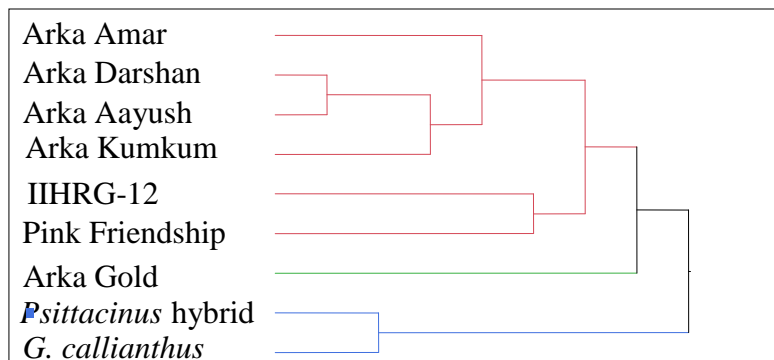 Arka Amar
Arka Darshan
Arka Aayush
Arka Kumkum
IIHRG-12
Pink Friendship
Arka Gold
Psittacinus hybrid
G. callianthus